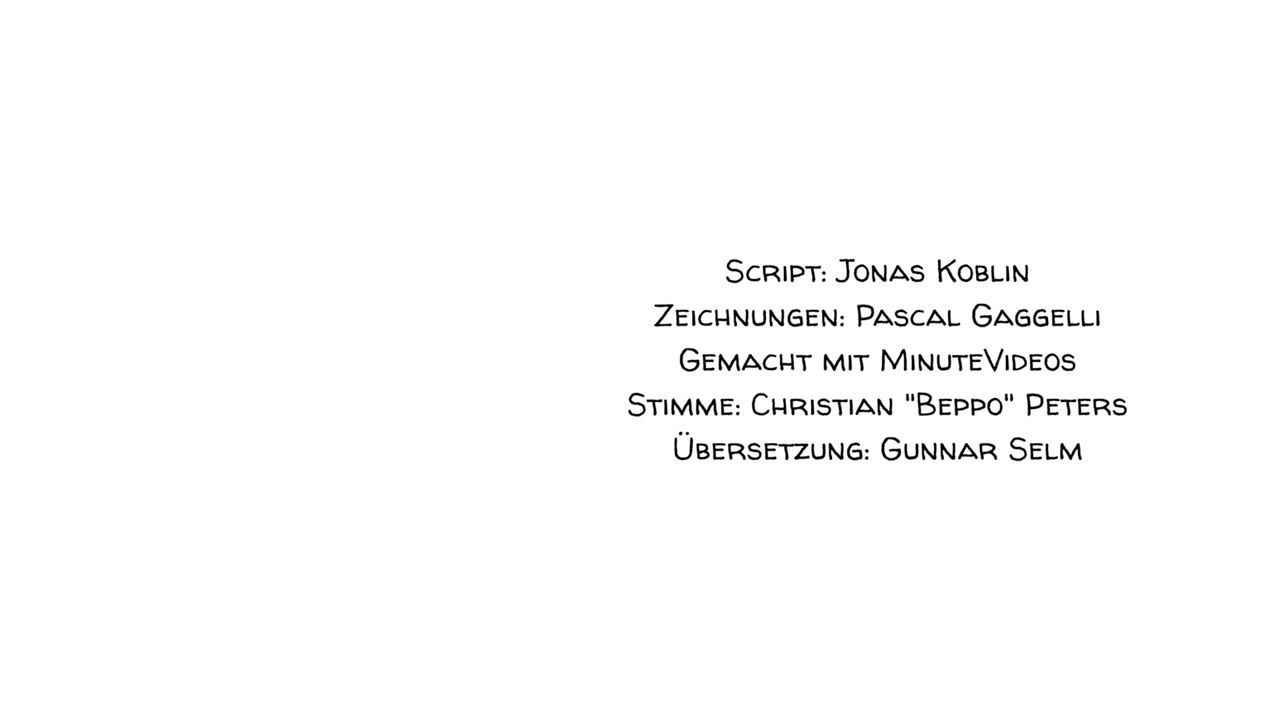 Script: Jonas Koblin
Zeichnungen: Pascal Gaggelli
Gemacht mit MinuteVideos
Stimme: Christian "Beppo" Peters
Übersetzung: Gunnar Selm